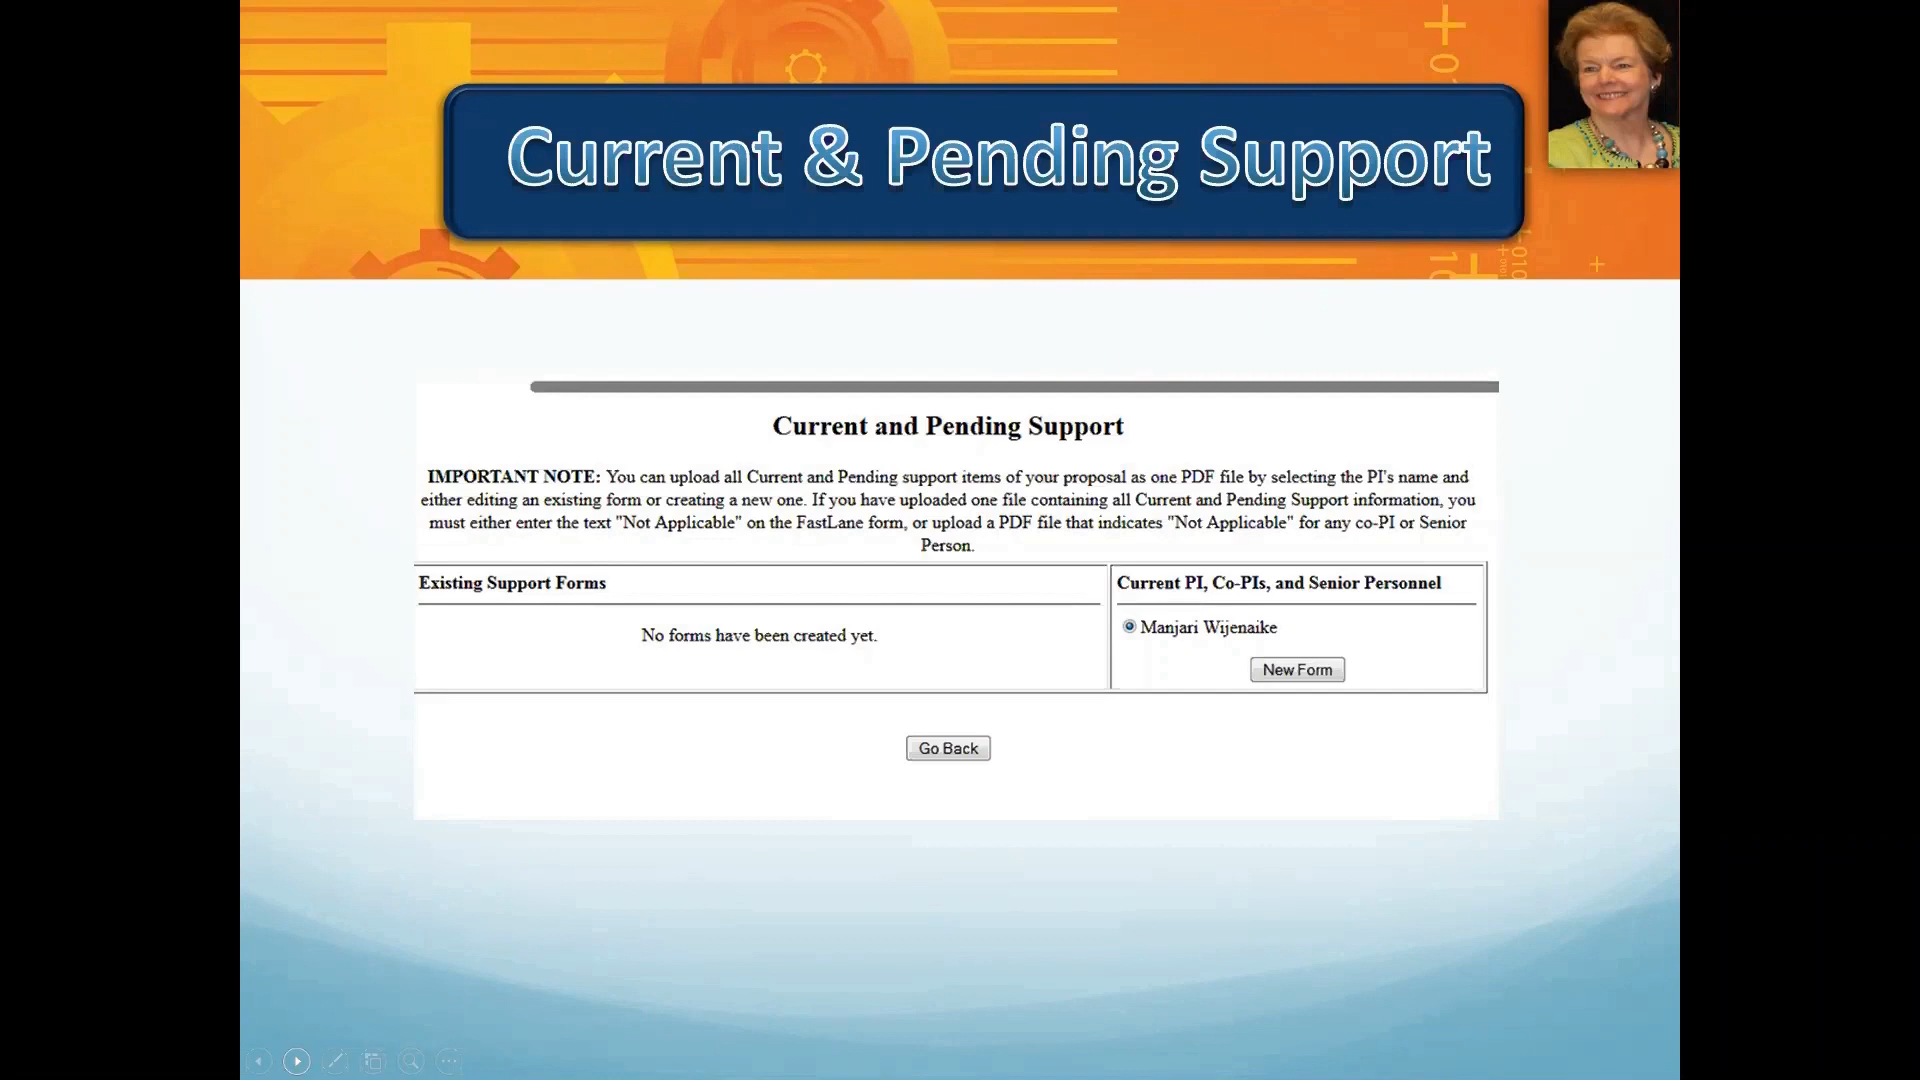 Current & Pending Support
Current and Pending Support
IMPORTANT NOTE: You can upload all Current and Pending support items of your proposal as one PDF file by selecting the PI's name and
either editing an existing form or creating a new one. If you have uploaded one file containing all Current and Pending Support information, you
must either enter the text "Not Applicable" on the FastLane form, or upload a PDF file that indicates "Not Applicable" for any co-PI or Senior
Person.
Existing Support Forms
No forms have been created yet.
Current PI, Co-PIs, and Senior Personnel
Manjari Wijenaike
New Form
Go Back